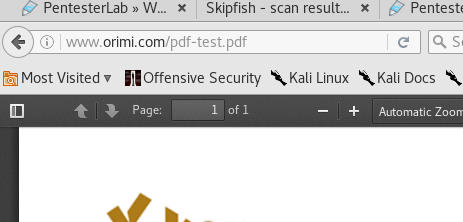 PentesterLab » W... Skipfish - scan result...
www.orimi.com/pdf-test.pdf
Most Visited Offensive Security Kali Linux Kali Docs
Page: 1 of 1 Automatic Zoom